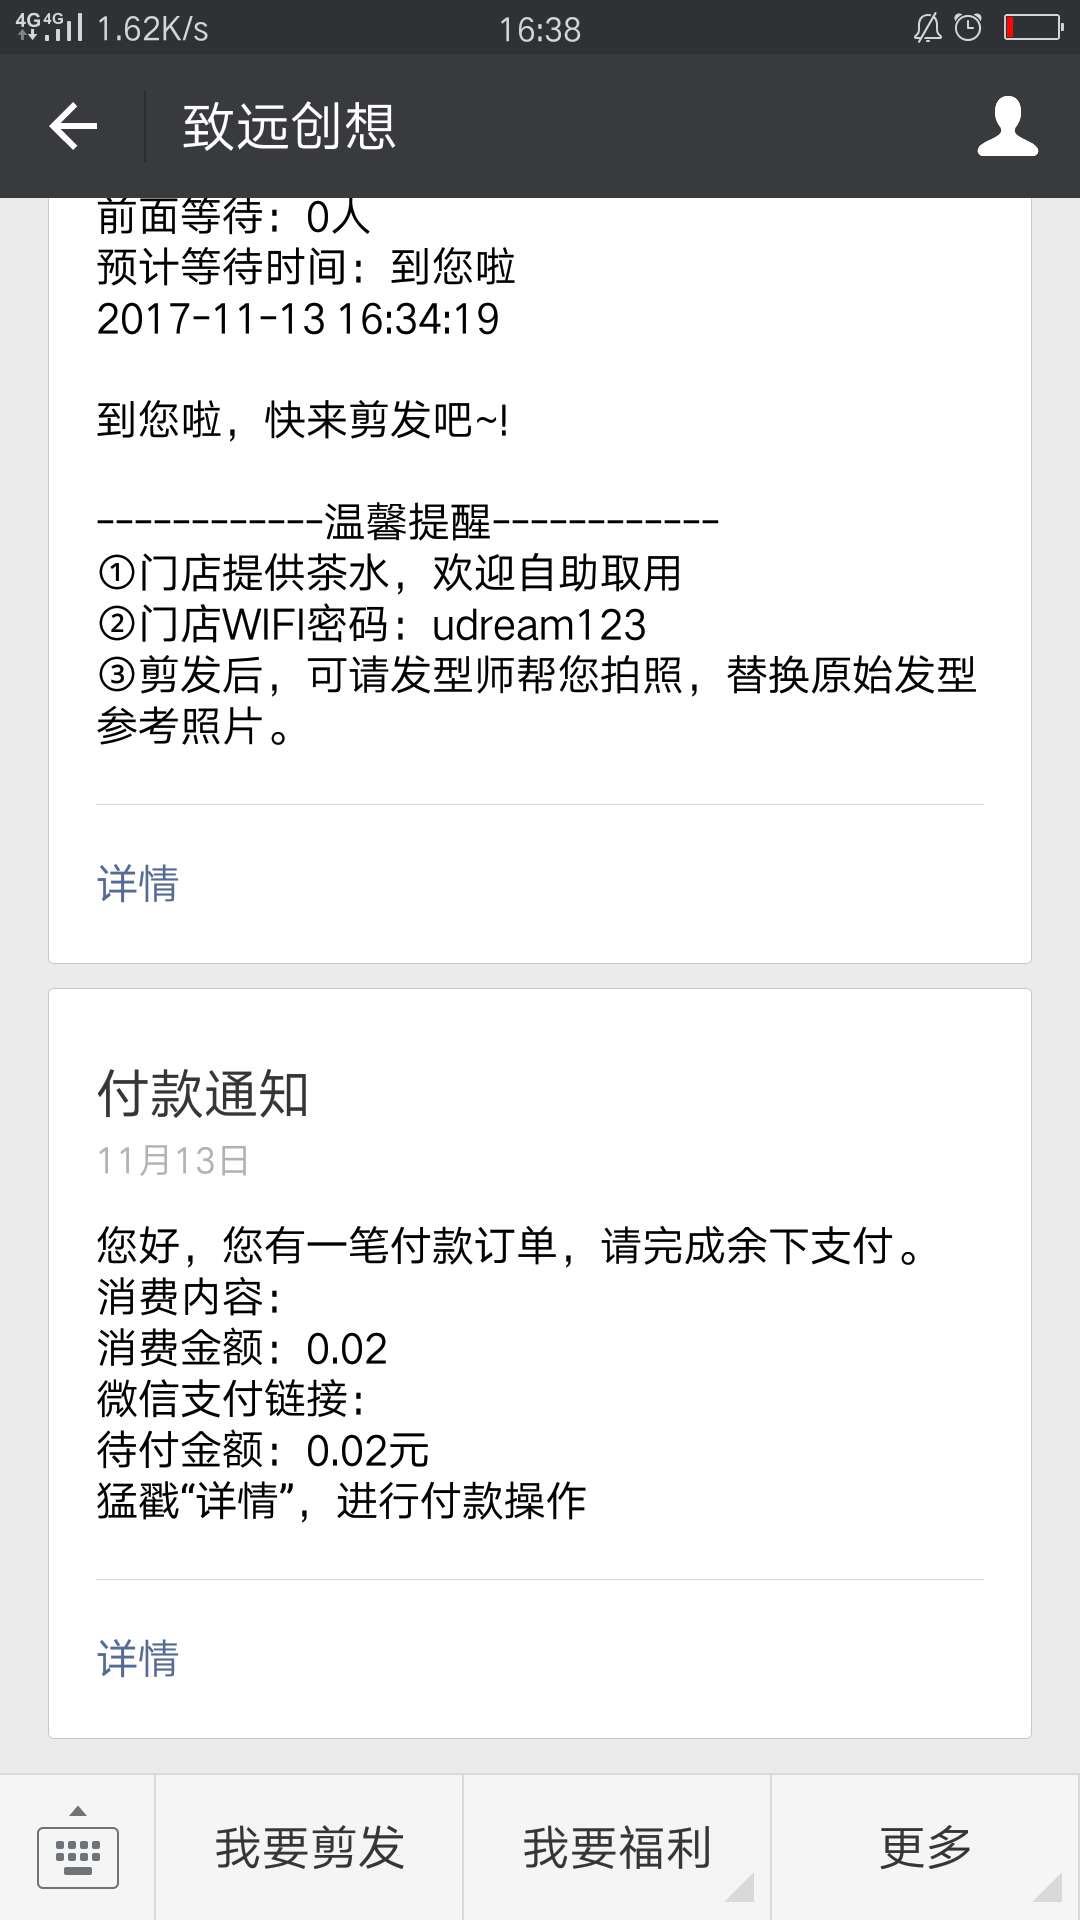 4G 4G 1.62K/s 16:38
致远创想
前面等待：0人
预计等待时间：到您啦
2017-11-13 16:34:19
到您啦，快来剪发吧~!
------------温馨提醒------------
①门店提供茶水，欢迎自助取用
②门店WIFI密码：udream123
③剪发后，可请发型师帮您拍照，替换原始发型
参考照片。
详情
付款通知
11月13日
您好，您有一笔付款订单，请完成余下支付。
消费内容：
消费金额：0.02
微信支付链接：
待付金额：0.02元
猛戳“详情”，进行付款操作
详情
我要剪发 我要福利 更多